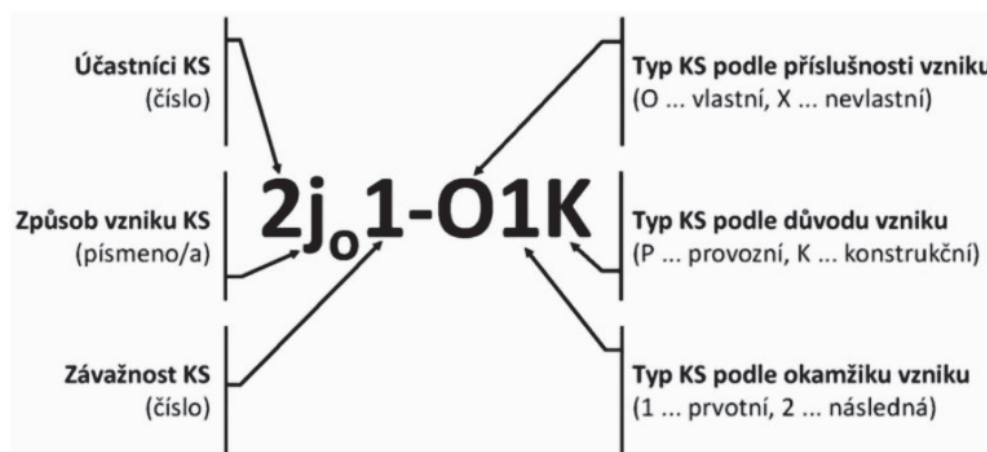 Účastníci KS
(číslo)
Způsob vzniku KS
(písmeno/a)
Závažnost KS
(číslo)
2jo1-O1K
Typ KS podle příslušnosti vzniku
(O ... vlastní, X ... nevlastní)
Typ KS podle důvodu vzniku
(P ... provozní, K ... konstrukční)
Typ KS podle okamžiku vzniku
(1 ... prvotní, 2 ... následná)